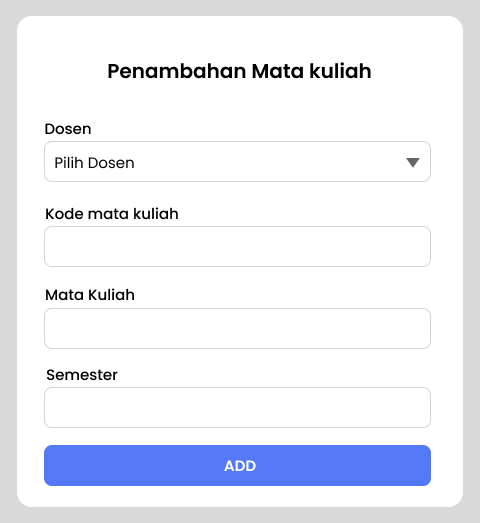 Penambahan Mata kuliah
Dosen
Pilih Dosen
Kode mata kuliah
Mata Kuliah
Semester
ADD